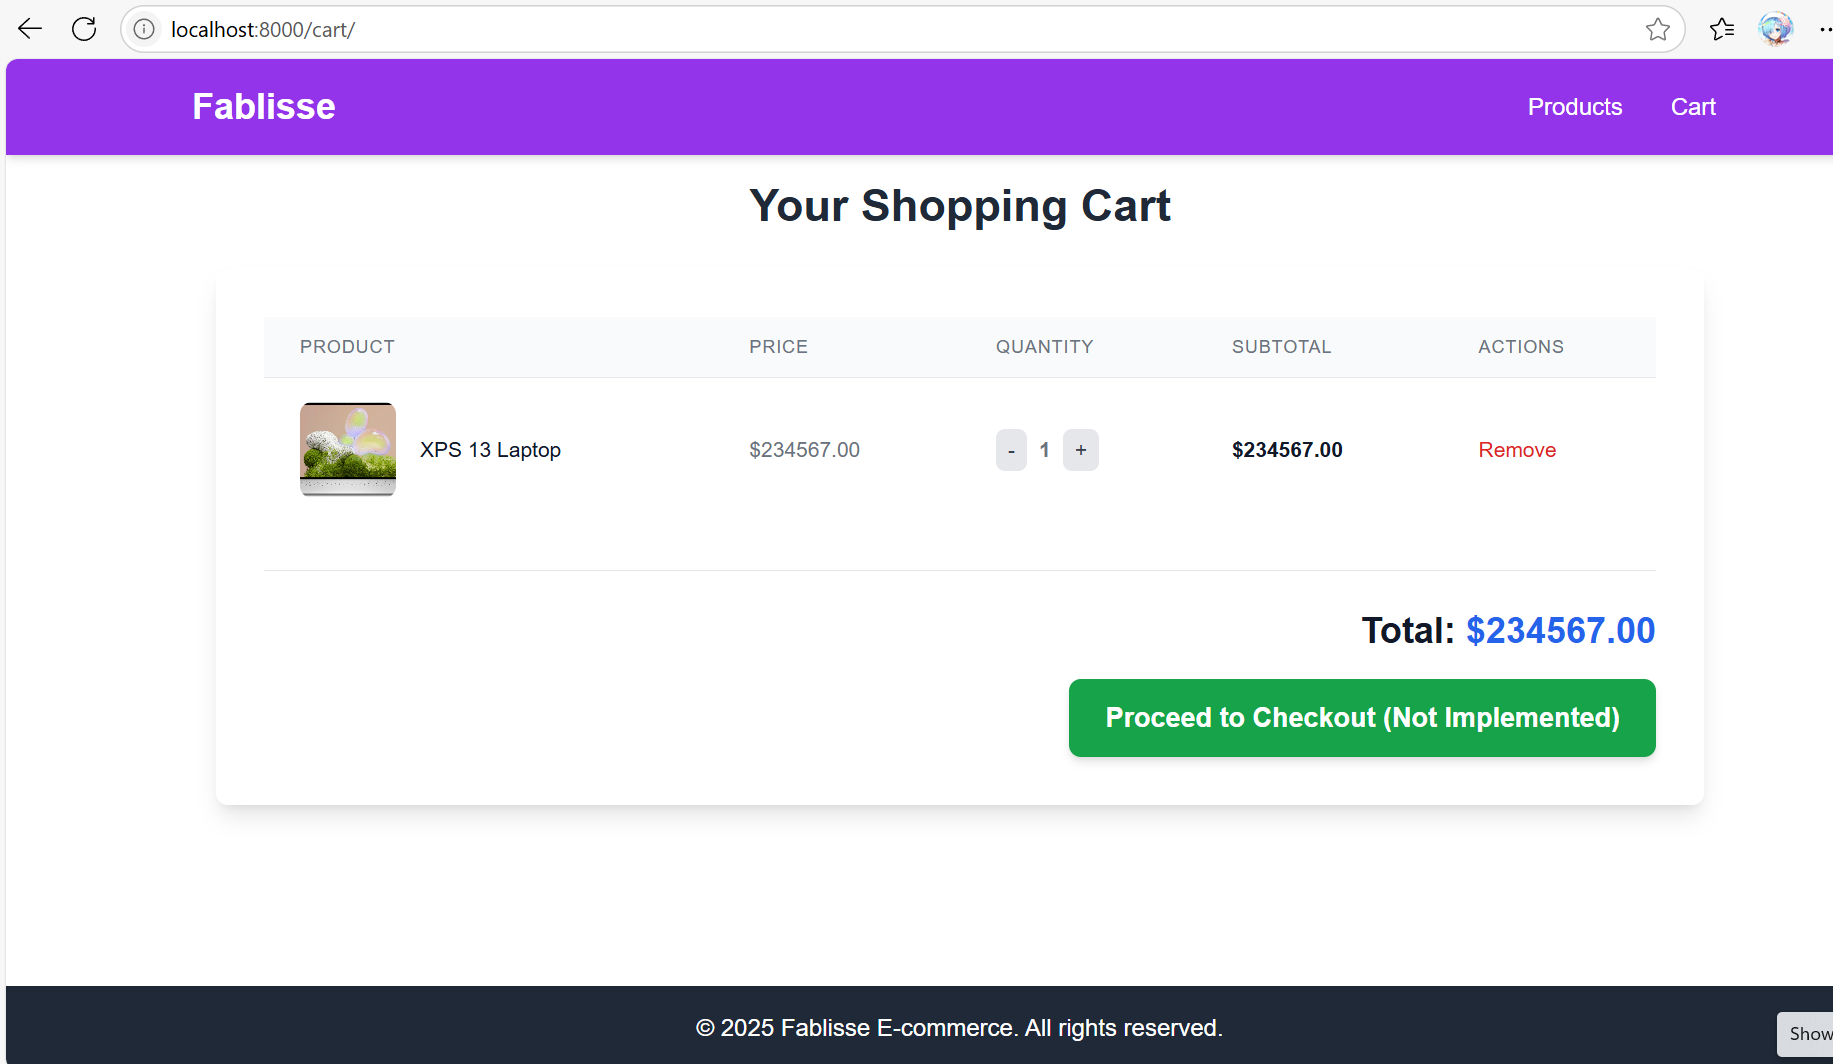 localhost:8000/cart/
Fablisse
Products
Cart
Your Shopping Cart
PRODUCT PRICE QUANTITY SUBTOTAL ACTIONS
XPS 13 Laptop $234567.00 - 1 + $234567.00 Remove
Total: $234567.00
Proceed to Checkout (Not Implemented)
© 2025 Fablisse E-commerce. All rights reserved.
Show